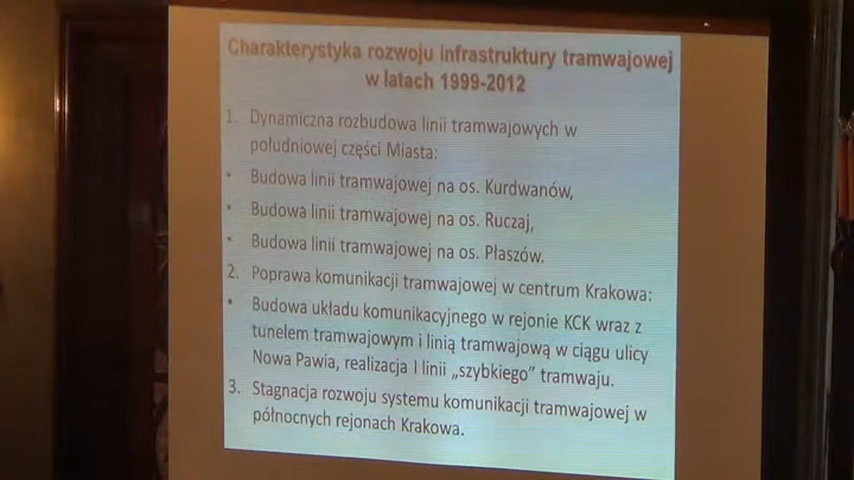 Charakterystyka rozwoju infrastruktury tramwajowej
w latach 1999-2012
1. Dynamiczna rozbudowa linii tramwajowych w
południowej części Miasta:
• Budowa linii tramwajowej na os. Kurdwanów,
• Budowa linii tramwajowej na os. Ruczaj,
• Budowa linii tramwajowej na os. Płaszów.
2. Poprawa komunikacji tramwajowej w centrum Krakowa:
• Budowa układu komunikacyjnego w rejonie KCK wraz z
tunelem tramwajowym i linią tramwajową w ciągu ulicy
Nowa Pawia, realizacja I linii „szybkiego” tramwaju.
3. Stagnacja rozwoju systemu komunikacji tramwajowej w
północnych rejonach Krakowa.